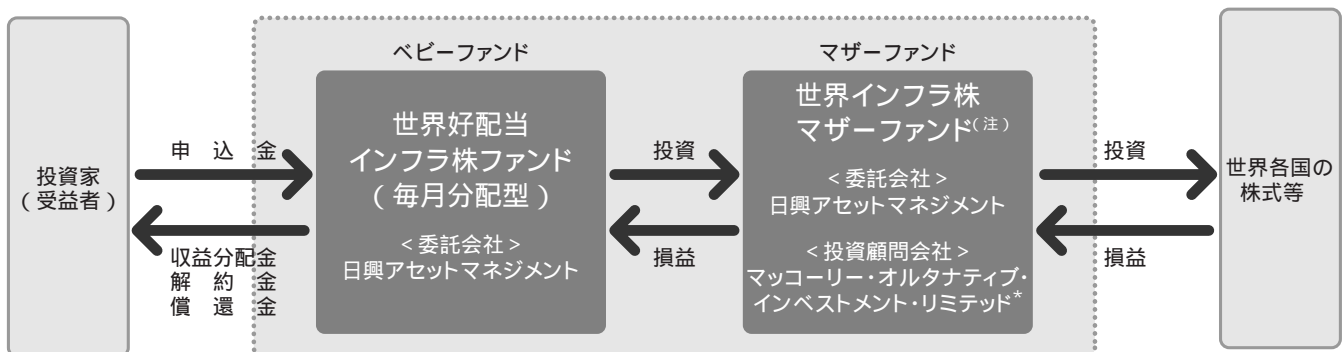 投資家
（受益者）
申込金
収益分配金
解約金
償還金
ベビーファンド
世界好配当
インフラ株ファンド
（毎月分配型）
＜委託会社＞
日興アセットマネジメント
投資
損益
マザーファンド
世界インフラ株
マザーファンド（注）
＜委託会社＞
日興アセットマネジメント
＜投資顧問会社＞
マッコーリー・オルタナティブ・
インベストメント・リミテッド*
投資
損益
世界各国の
株式等